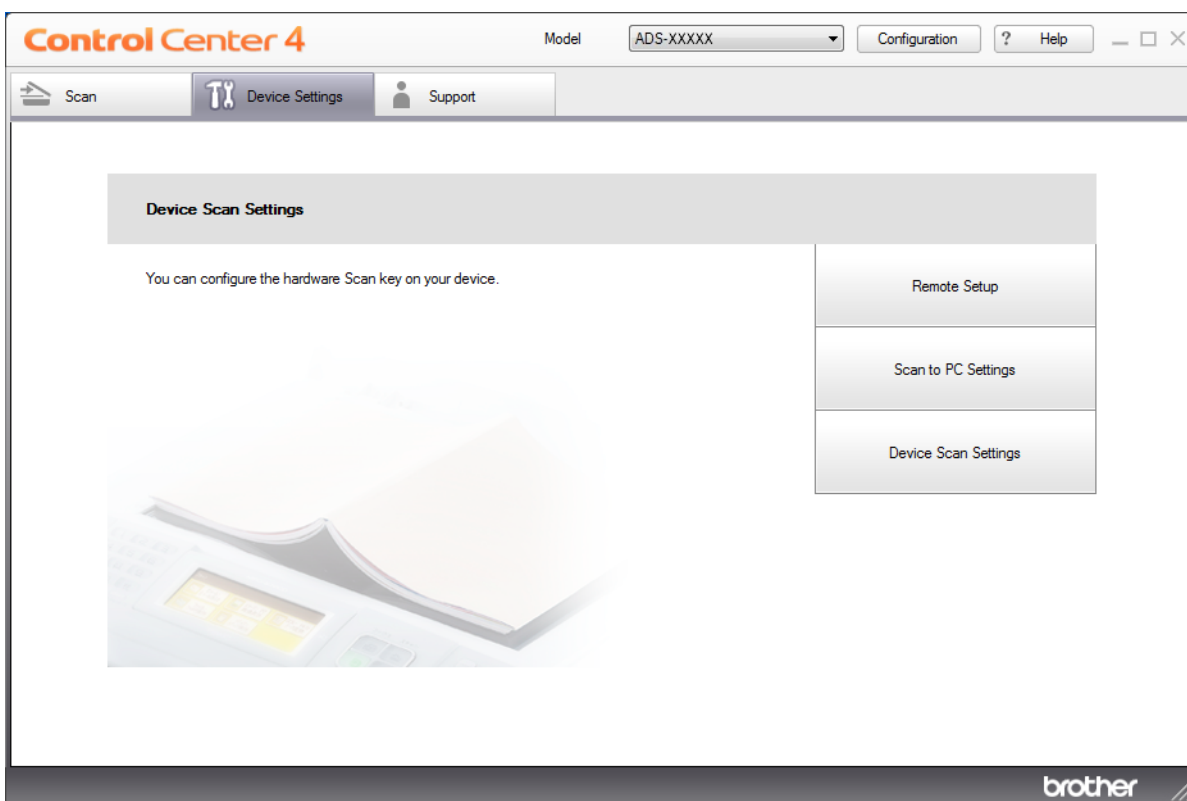 Control Center 4
Model ADS-XXXXX Configuration ? Help
Scan Device Settings Support
Device Scan Settings
You can configure the hardware Scan key on your device.
Remote Setup
Scan to PC Settings
Device Scan Settings
brother